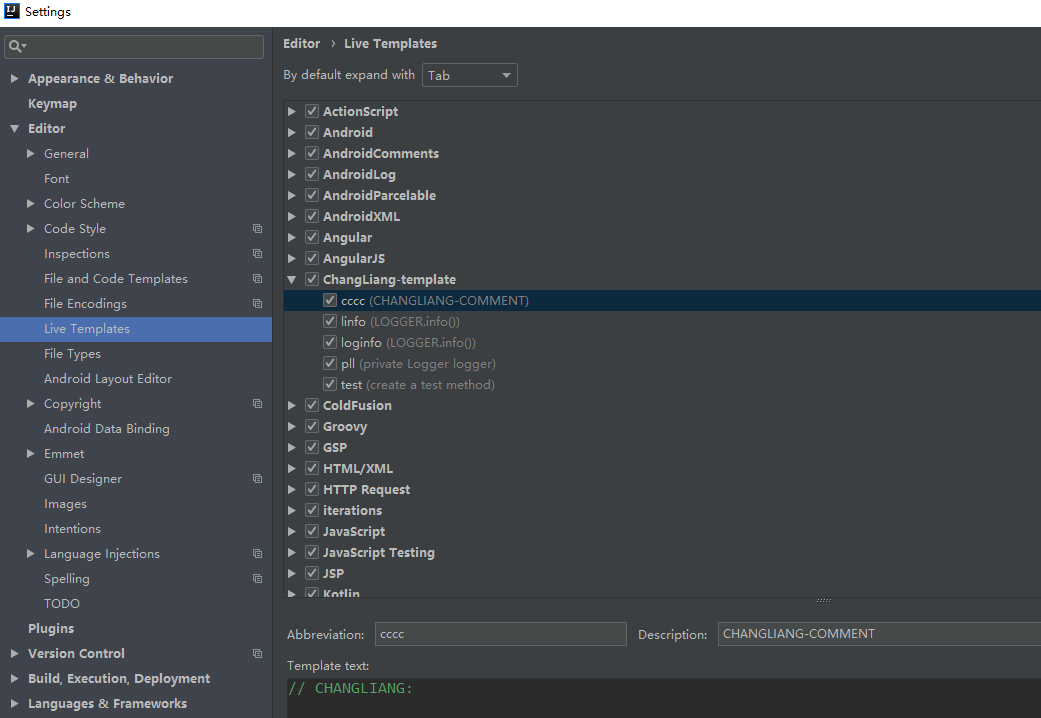 Settings
Appearance & Behavior
Keymap
Editor
General
Font
Color Scheme
Code Style
Inspections
File and Code Templates
File Encodings
Live Templates
File Types
Android Layout Editor
Copyright
Android Data Binding
Emmet
GUI Designer
Images
Intentions
Language Injections
Spelling
TODO
Plugins
Version Control
Build, Execution, Deployment
Languages & Frameworks
Editor › Live Templates
By default expand with Tab
ActionScript
Android
AndroidComments
AndroidLog
AndroidParcelable
AndroidXML
Angular
AngularJS
ChangLiang-template
cccc (CHANGLIANG-COMMENT)
linfo (LOGGER.info())
loginfo (LOGGER.info())
pll (private Logger logger)
test (create a test method)
ColdFusion
Groovy
GSP
HTML/XML
HTTP Request
iterations
JavaScript
JavaScript Testing
JSP
Kotlin
Abbreviation: cccc Description: CHANGLIANG-COMMENT
Template text:
// CHANGLIANG: